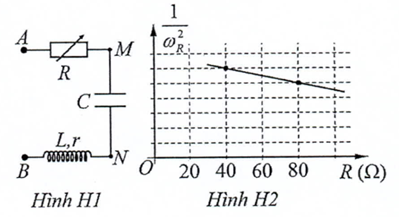 A
R
M
C
L,r
B
N
Hình H1
1/ω_R^2
O
20 40 60 80 R (Ω)
Hình H2